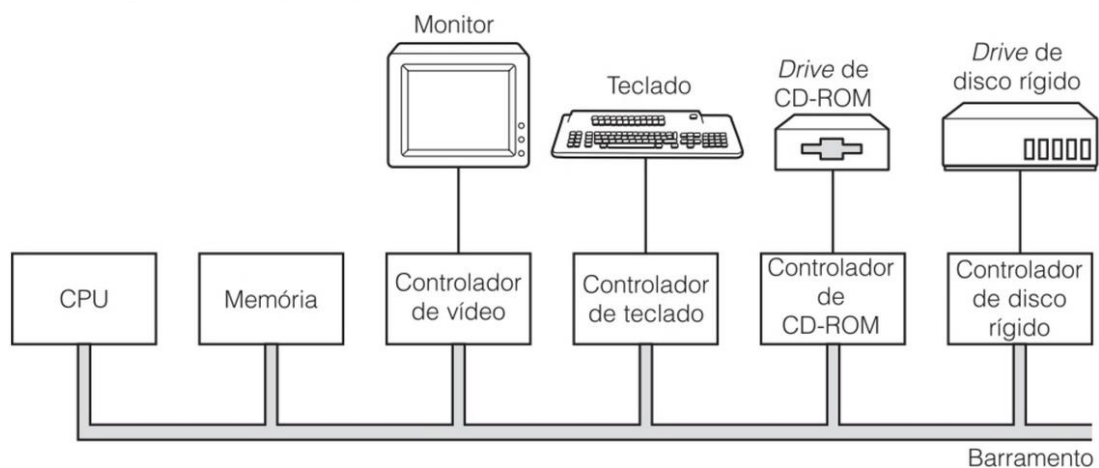 Monitor
Teclado
Drive de
CD-ROM
Drive de
disco rígido
CPU
Memória
Controlador
de vídeo
Controlador
de teclado
Controlador
de
CD-ROM
Controlador
de disco
rígido
Barramento